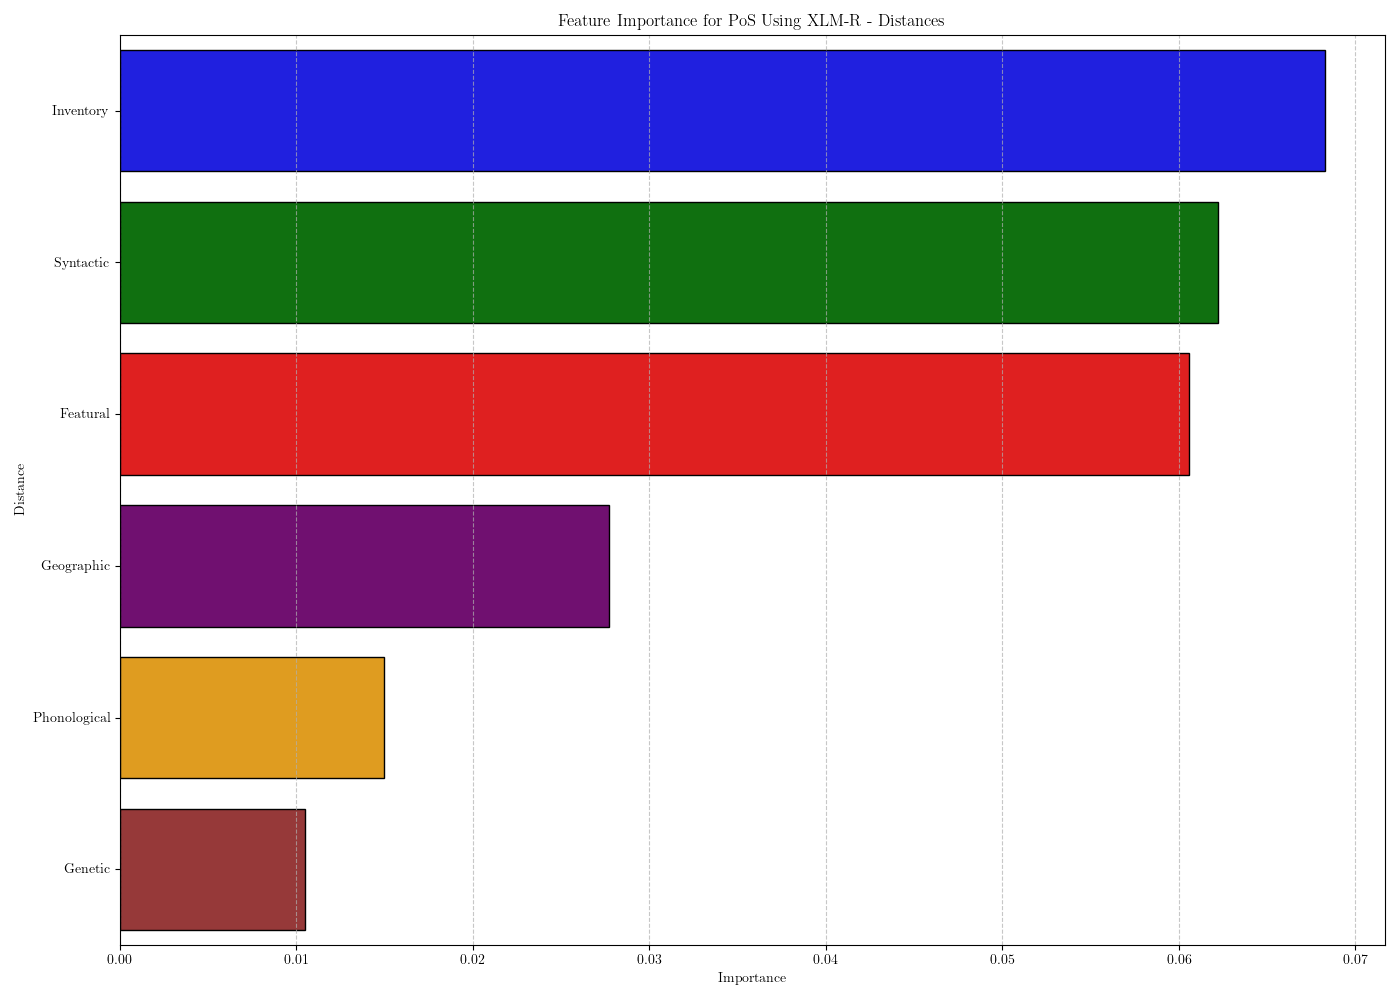 Feature Importance for PoS Using XLM-R - Distances
Distance
Inventory
Syntactic
Featural
Geographic
Phonological
Genetic
0.00 0.01 0.02 0.03 0.04 0.05 0.06 0.07
Importance